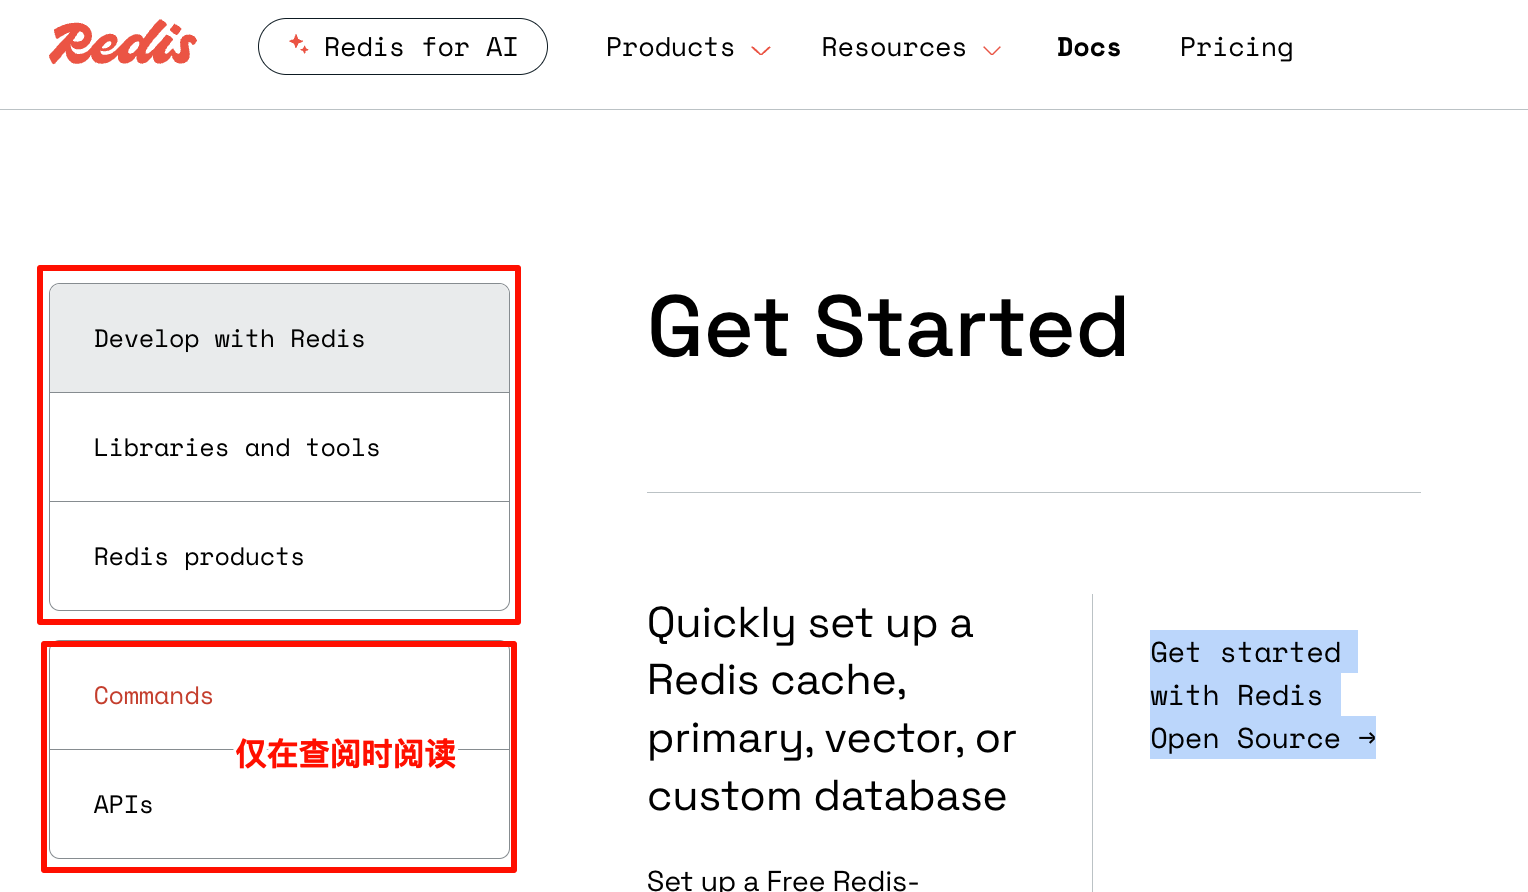 Redis
Redis for AI
Products
Resources
Docs
Pricing
Develop with Redis
Libraries and tools
Redis products
Commands
仅在查阅时阅读
APIs
Get Started
Quickly set up a
Redis cache,
primary, vector, or
custom database
Set up a Free Redis-
Get started
with Redis
Open Source →